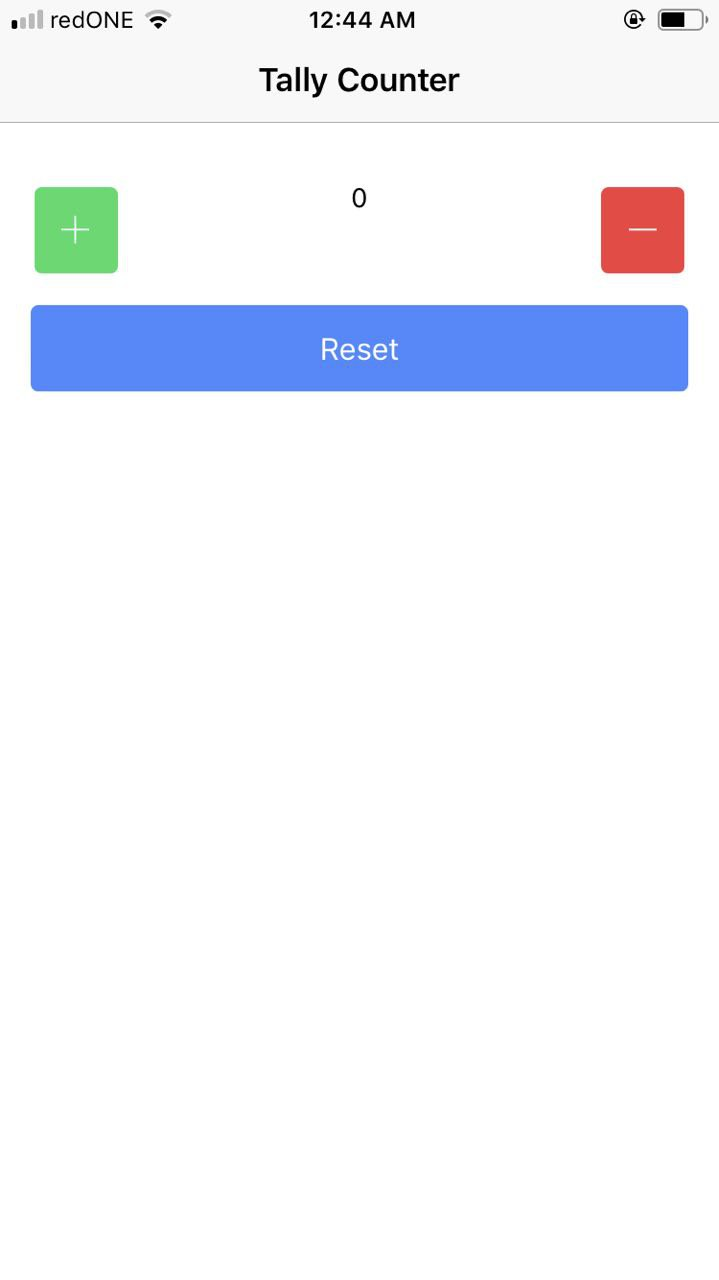 redONE 12:44 AM
Tally Counter
+ 0 −
Reset